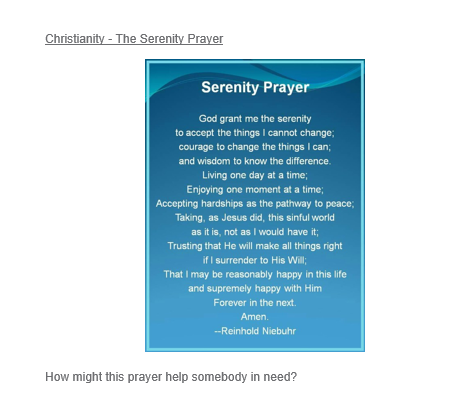 Christianity - The Serenity Prayer
Serenity Prayer
God grant me the serenity
to accept the things I cannot change;
courage to change the things I can;
and wisdom to know the difference.
Living one day at a time;
Enjoying one moment at a time;
Accepting hardships as the pathway to peace;
Taking, as Jesus did, this sinful world
as it is, not as I would have it;
Trusting that He will make all things right
if I surrender to His Will;
That I may be reasonably happy in this life
and supremely happy with Him
Forever in the next.
Amen.
--Reinhold Niebuhr
How might this prayer help somebody in need?